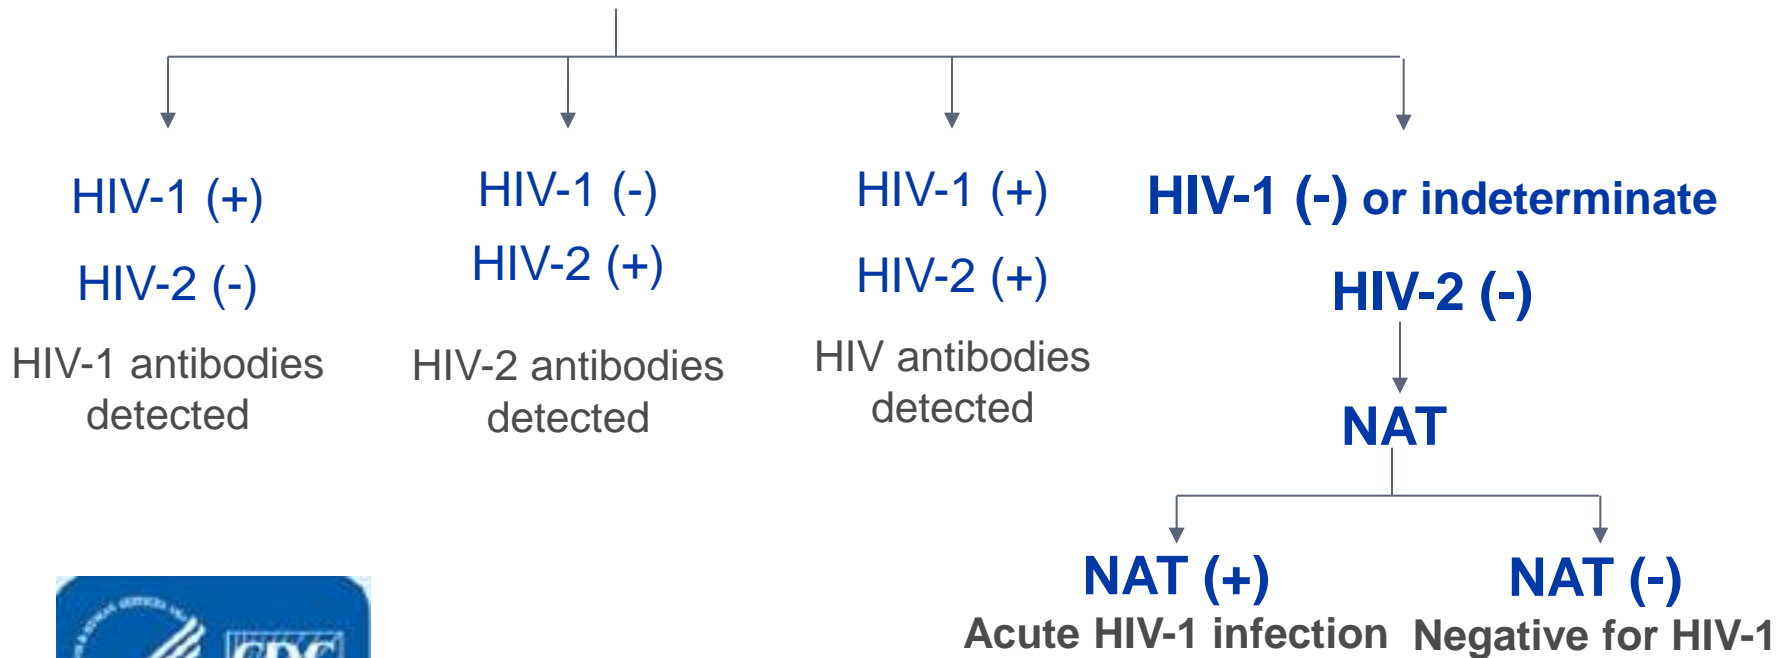 HIV-1 (+)
HIV-2 (-)
HIV-1 antibodies
detected
HIV-1 (-)
HIV-2 (+)
HIV-2 antibodies
detected
HIV-1 (+)
HIV-2 (+)
HIV antibodies
detected
HIV-1 (-) or indeterminate
HIV-2 (-)
NAT
NAT (+)
Acute HIV-1 infection
NAT (-)
Negative for HIV-1
CDC